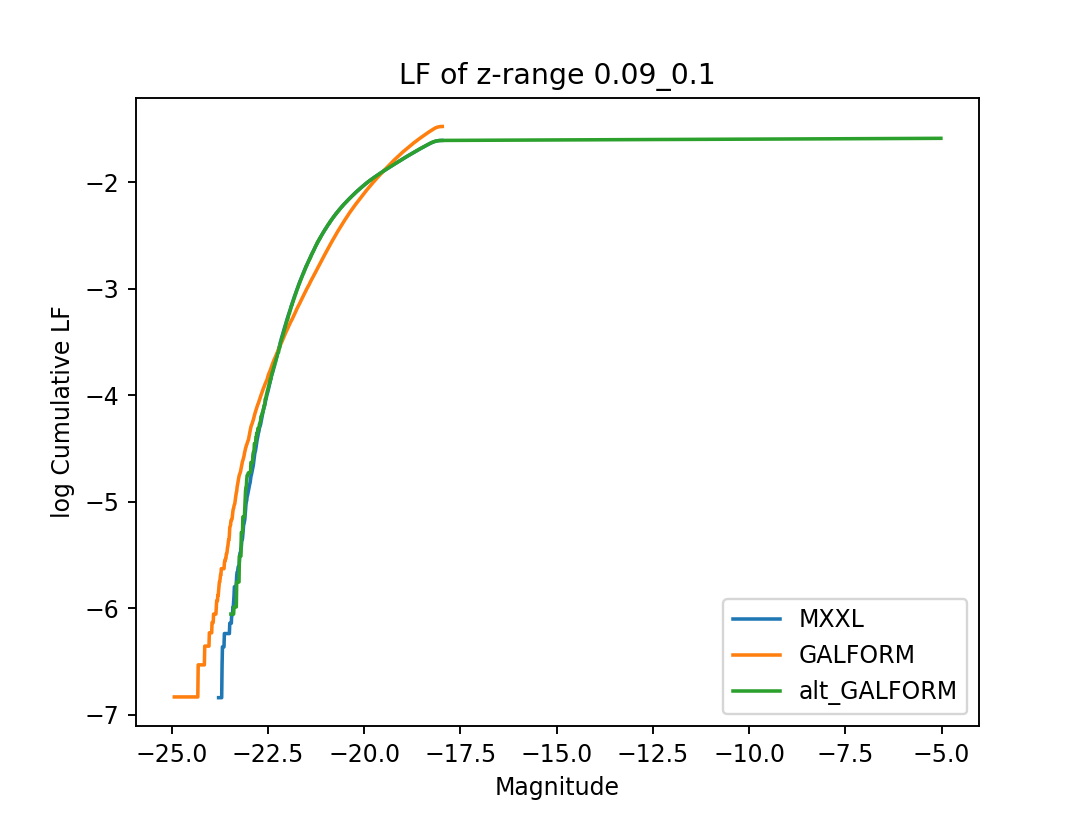 LF of z-range 0.09_0.1
log Cumulative LF
−2
−3
−4
−5
−6
−7
MXXL
GALFORM
alt_GALFORM
−25.0 −22.5 −20.0 −17.5 −15.0 −12.5 −10.0 −7.5 −5.0
Magnitude